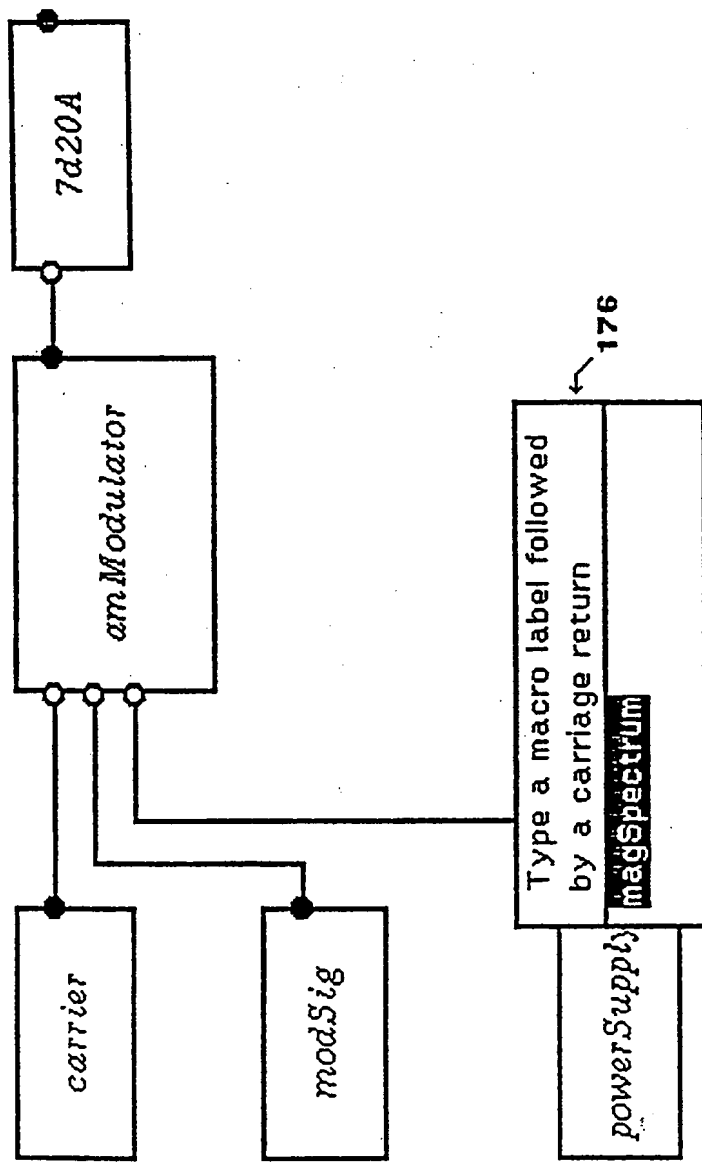 carrier
modSig
powerSupply
amModulator
7d20A
Type a macro label followed
by a carriage return
magSpectrum
176